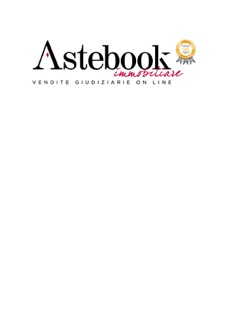 Astebook
immobiliare
VENDITE GIUDIZIARIE ON LINE